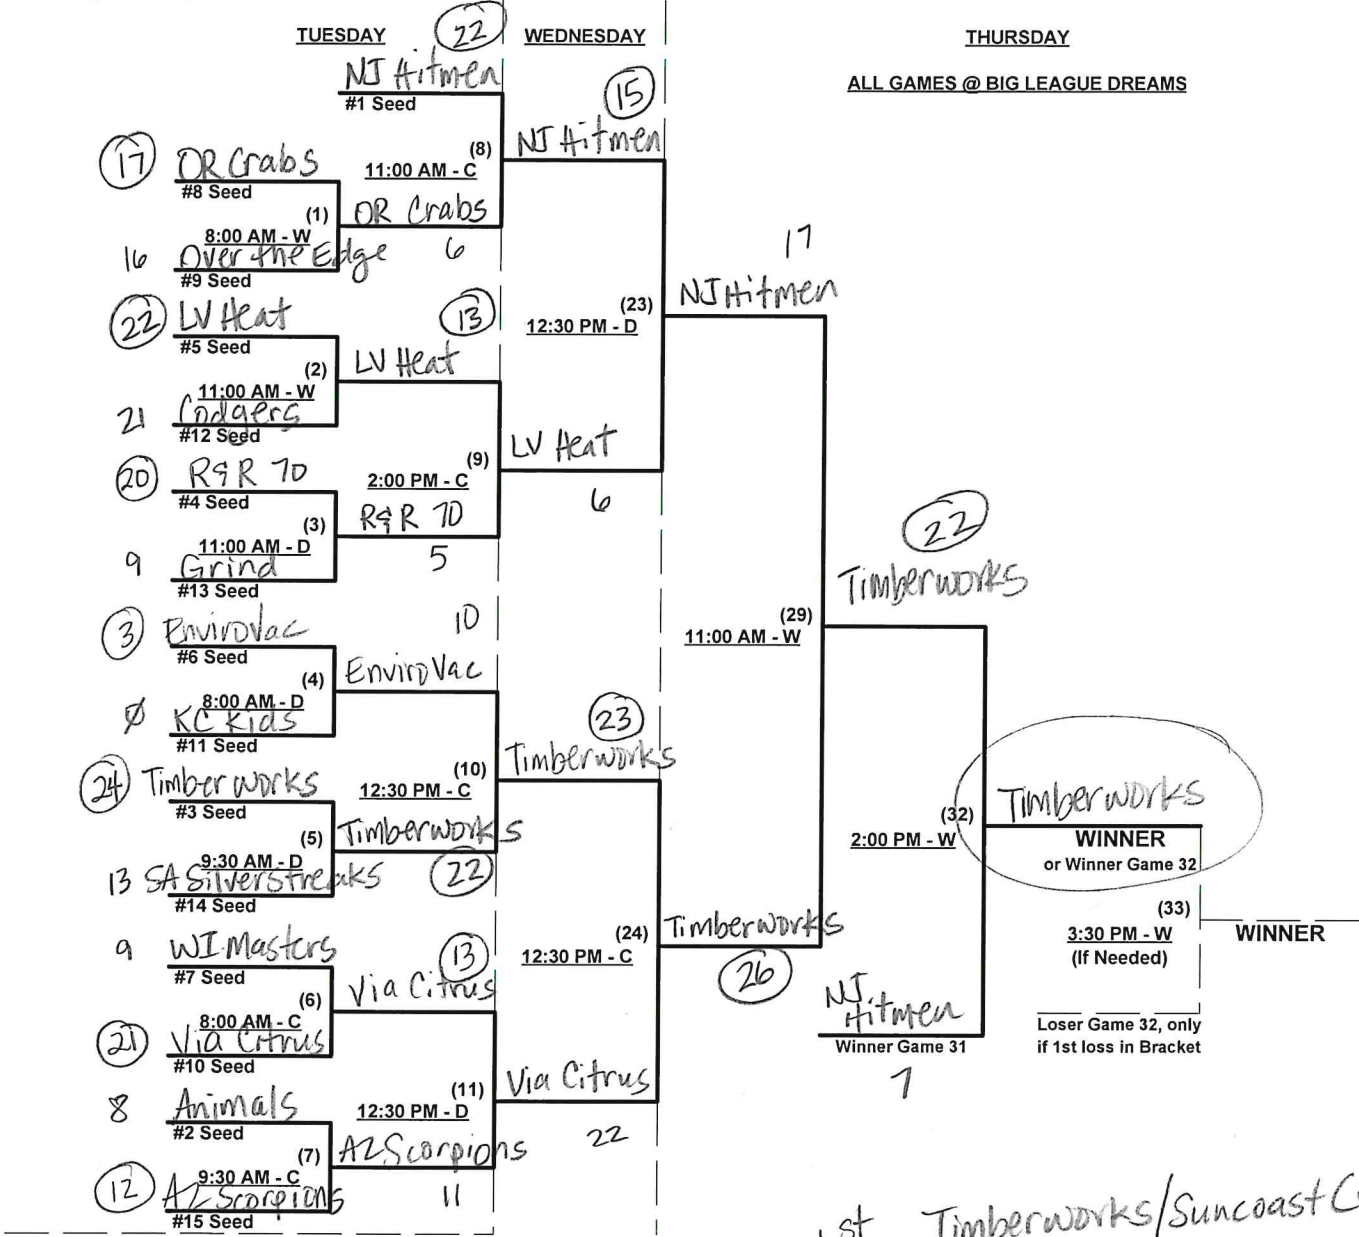 TUESDAY
WEDNESDAY
THURSDAY
ALL GAMES @ BIG LEAGUE DREAMS
22
NJ Hitmen
#1 Seed
(8)
11:00 AM - C
17
OR Crabs
#8 Seed
(1)
8:00 AM - W
16
Over the Edge
#9 Seed
OR Crabs
6
22
LV Heat
#5 Seed
(2)
11:00 AM - W
21
Codgers
#12 Seed
13
LV Heat
(9)
2:00 PM - C
20
R&R 70
#4 Seed
(3)
11:00 AM - D
9
Grind
#13 Seed
R&R 70
5
3
EnviroVac
#6 Seed
(4)
8:00 AM - D
Ø
KC Kids
#11 Seed
10
EnviroVac
(10)
12:30 PM - C
24
Timberworks
#3 Seed
(5)
9:30 AM - D
13
SA Silverstreaks
#14 Seed
Timberworks
22
9
WI Masters
#7 Seed
(6)
8:00 AM - C
21
Via Citrus
#10 Seed
13
Via Citrus
(11)
12:30 PM - D
8
Animals
#2 Seed
(7)
9:30 AM - C
12
AZ Scorpions
#15 Seed
AZ Scorpions
11
15
NJ Hitmen
(23)
12:30 PM - D
LV Heat
6
23
Timberworks
(24)
12:30 PM - C
Via Citrus
22
17
NJ Hitmen
(29)
11:00 AM - W
Timberworks
26
22
Timberworks
(32)
2:00 PM - W
NJ
Hitmen
Winner Game 31
7
Timberworks
WINNER
or Winner Game 32
(33)
3:30 PM - W
(If Needed)
WINNER
Loser Game 32, only
if 1st loss in Bracket
1st Timberworks/Suncoast